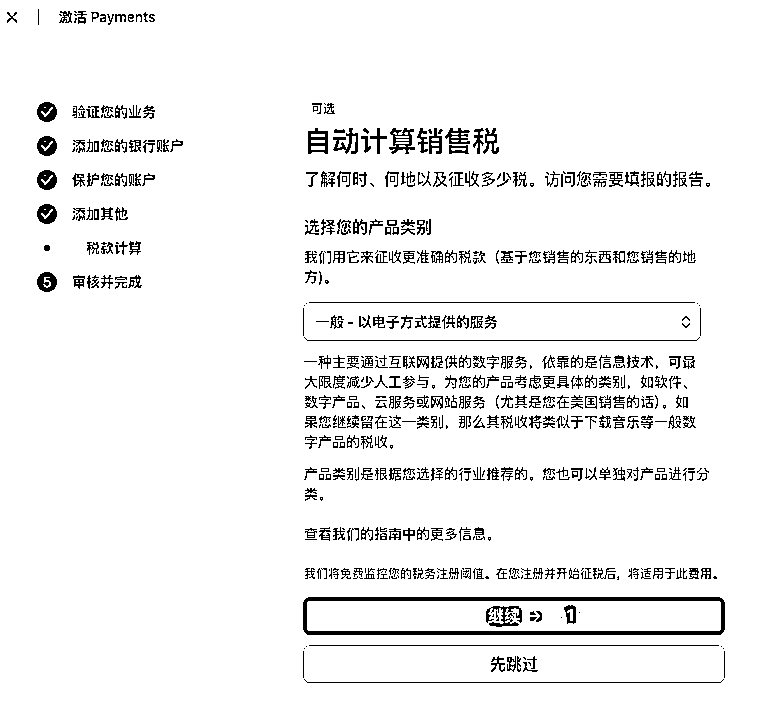 激活 Payments
验证您的业务
添加您的银行账户
保护您的账户
添加其他
税款计算
5 审核并完成
可选
自动计算销售税
了解何时、何地以及征收多少税。访问您需要填报的报告。
选择您的产品类别
我们用它来征收更准确的税款（基于您销售的东西和您销售的地
方）。
一般 - 以电子方式提供的服务
一种主要通过互联网提供的数字服务，依靠的是信息技术，可最
大限度减少人工参与。为您的产品考虑更具体的类别，如软件、
数字产品、云服务或网站服务（尤其是您在美国销售的话）。如
果您继续留在这一类别，那么其税收将类似于下载音乐等一般数
字产品的税收。
产品类别是根据您选择的行业推荐的。您也可以单独对产品进行分
类。
查看我们的指南中的更多信息。
我们将免费监控您的税务注册阈值。在您注册并开始征税后，将适用于此费用。
继续 → 1
先跳过